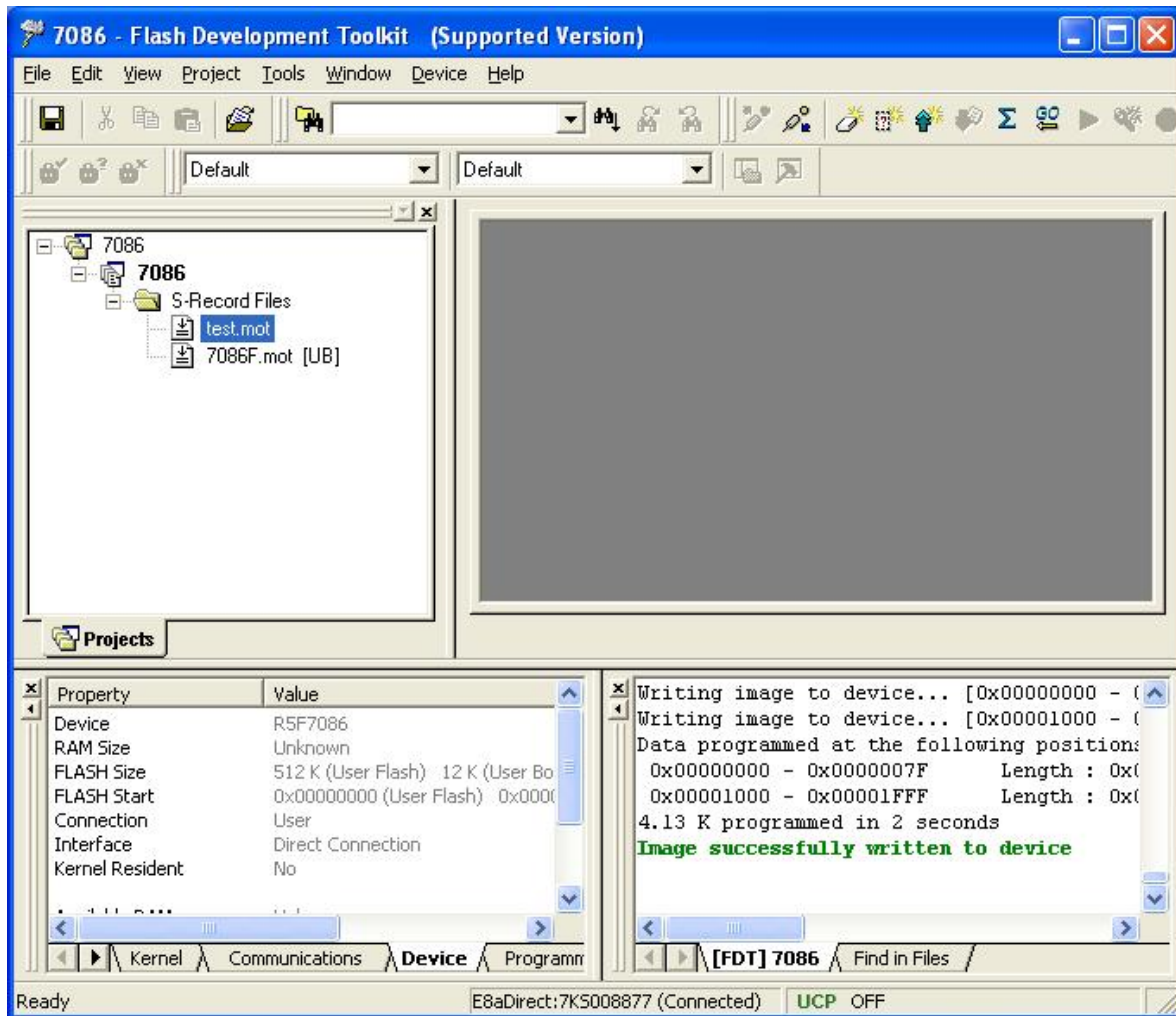 7086 - Flash Development Toolkit (Supported Version)
File Edit View Project Tools Window Device Help
GO
Default Default
7086
7086
S-Record Files
test.mot
7086F.mot [UB]
Projects
Property Value
Device R5F7086
RAM Size Unknown
FLASH Size 512 K (User Flash) 12 K (User Bo
FLASH Start 0x00000000 (User Flash) 0x000
Connection User
Interface Direct Connection
Kernel Resident No
Kernel Communications Device Programm
Writing image to device... [0x00000000 -
Writing image to device... [0x00001000 -
Data programmed at the following positions
0x00000000 - 0x0000007F Length : 0x
0x00001000 - 0x00001FFF Length : 0x
4.13 K programmed in 2 seconds
Image successfully written to device
[FDT] 7086 Find in Files
Ready E8aDirect:7KS008877 (Connected) UCP OFF